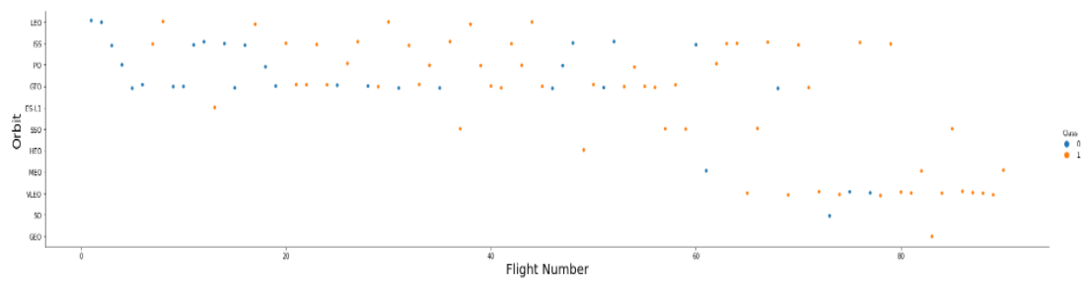 LEO
ISS
PO
GTO
ES-L1
SSO
HEO
MEO
VLEO
SO
GEO
Orbit
0
20
40
60
80
Flight Number
Class
0
1